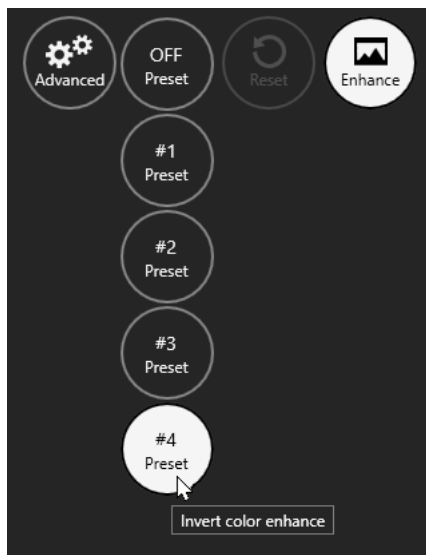 Advanced
OFF
Preset
Reset
Enhance
#1
Preset
#2
Preset
#3
Preset
#4
Preset
Invert color enhance